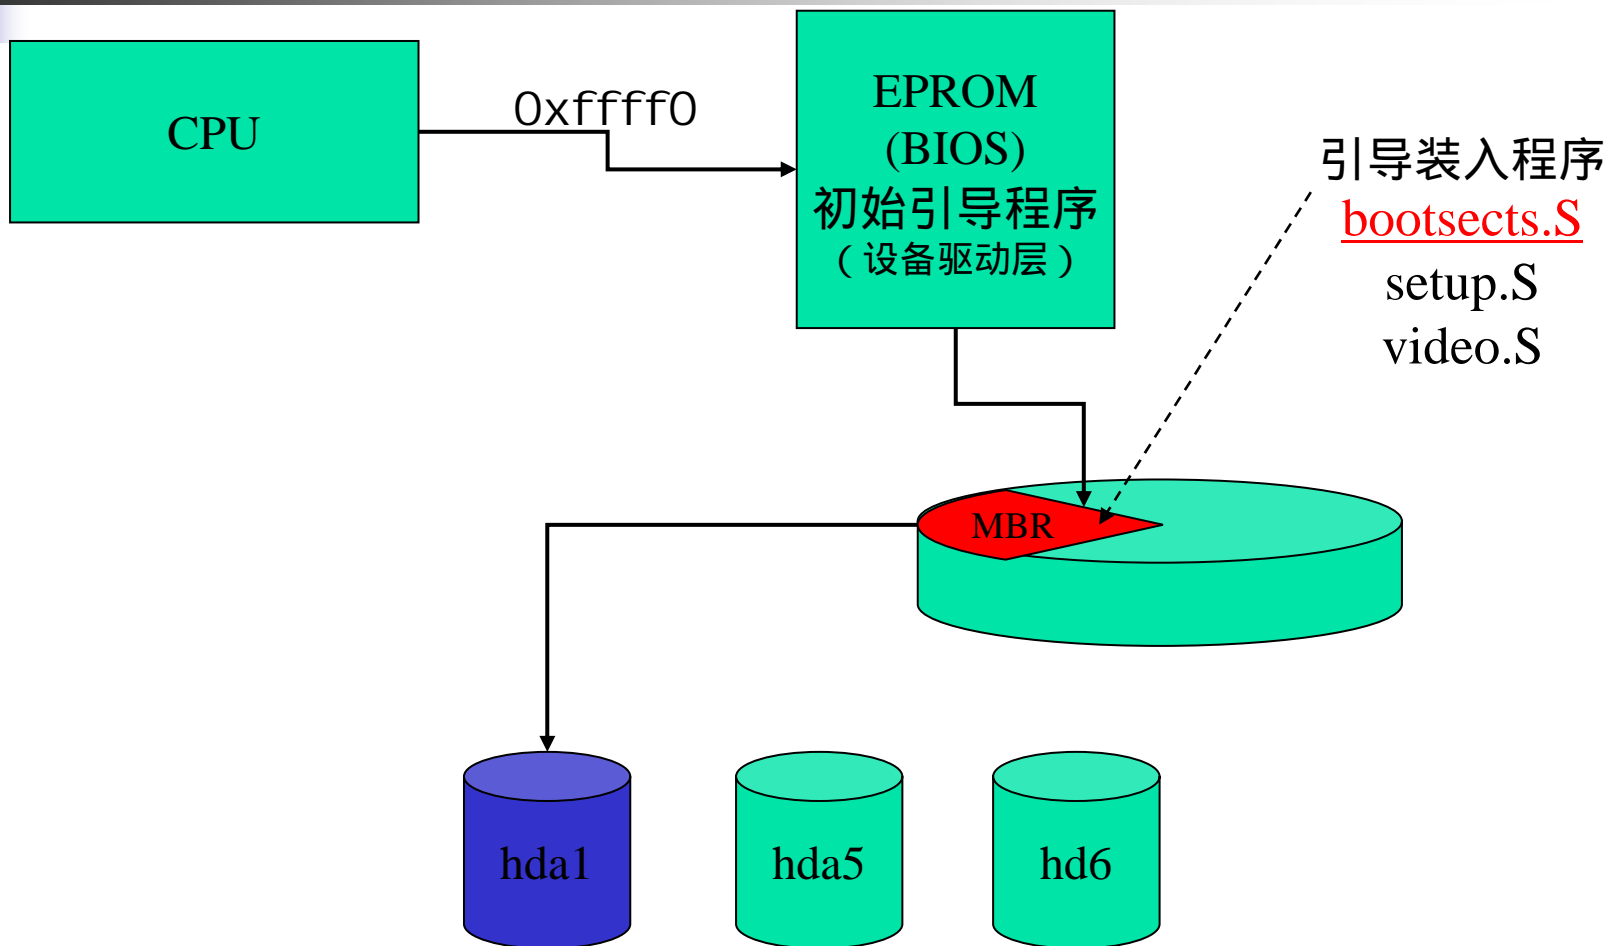 CPU
0xffff0
EPROM
(BIOS)
初始引导程序
（设备驱动层）
引导装入程序
bootsects.S
setup.S
video.S
MBR
hda1
hda5
hd6